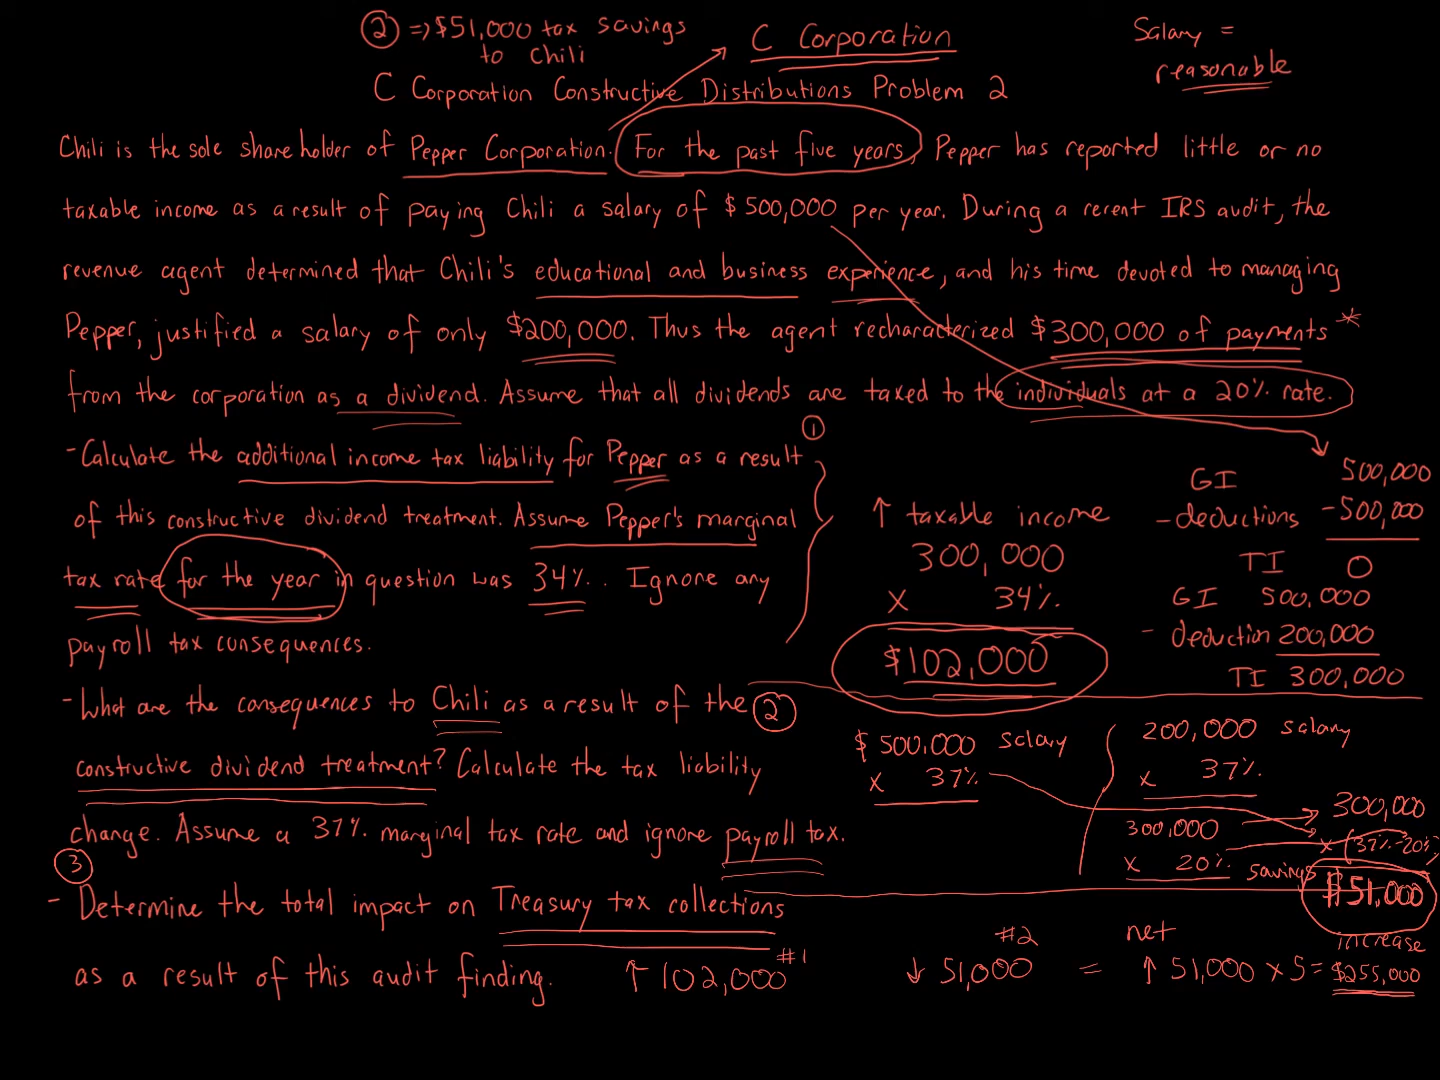 ② => $51,000 tax savings
to Chili
C Corporation
Salary =
reasonable
C Corporation Constructive Distributions Problem 2
Chili is the sole shareholder of Pepper Corporation. For the past five years, Pepper has reported little or no
taxable income as a result of paying Chili a salary of $500,000 per year. During a recent IRS audit, the
revenue agent determined that Chili's educational and business experience, and his time devoted to managing
Pepper, justified a salary of only $200,000. Thus the agent recharacterized $300,000 of payments*
from the corporation as a dividend. Assume that all dividends are taxed to the individuals at a 20% rate.
- Calculate the additional income tax liability for Pepper as a result ①
of this constructive dividend treatment. Assume Pepper's marginal
tax rate for the year in question was 34%. . Ignore any
payroll tax consequences.
↑ taxable income
300,000
x 34%
$102,000
GI 500,000
- deductions -500,000
TI 0
GI 500,000
- deduction 200,000
TI 300,000
- What are the consequences to Chili as a result of the ②
constructive dividend treatment? Calculate the tax liability
change. Assume a 37% marginal tax rate and ignore payroll tax.
$500,000 salary
x 37%
200,000 salary
x 37%
300,000
x 20%
300,000
x (37%-20%)
savings $51,000
③
- Determine the total impact on Treasury tax collections
as a result of this audit finding.
#1 #2 net increase
↑ 102,000 ↓ 51,000 = ↑ 51,000 x 5 = $255,000